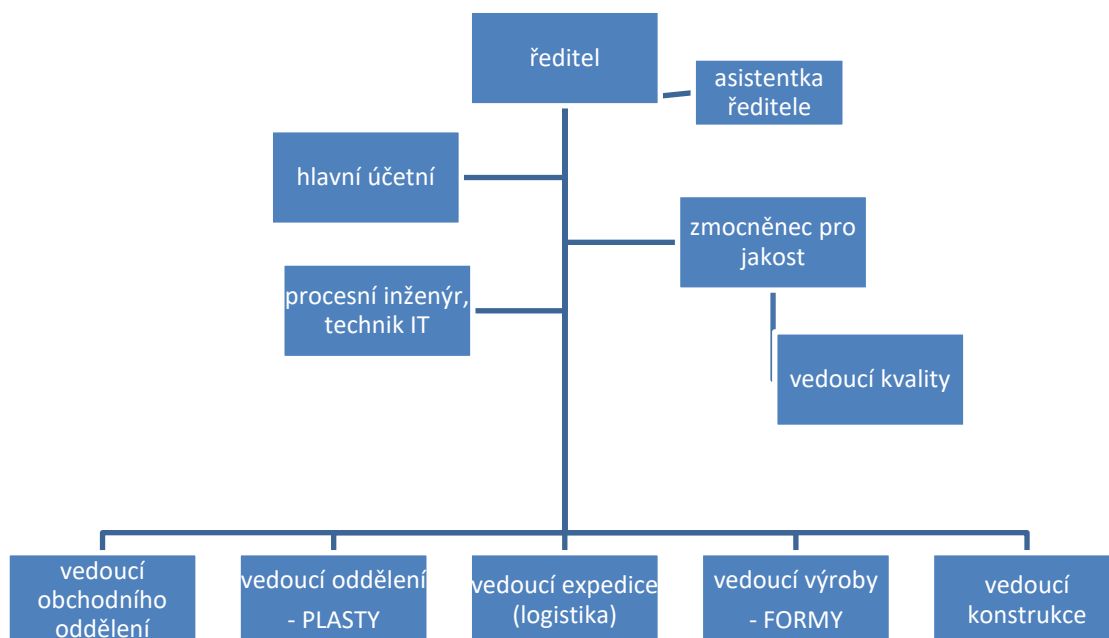 ředitel
asistentka
ředitele
hlavní účetní
zmocněnec pro
jakost
procesní inženýr,
technik IT
vedoucí kvality
vedoucí
obchodního
oddělení
vedoucí oddělení
- PLASTY
vedoucí expedice
(logistika)
vedoucí výroby
- FORMY
vedoucí
konstrukce